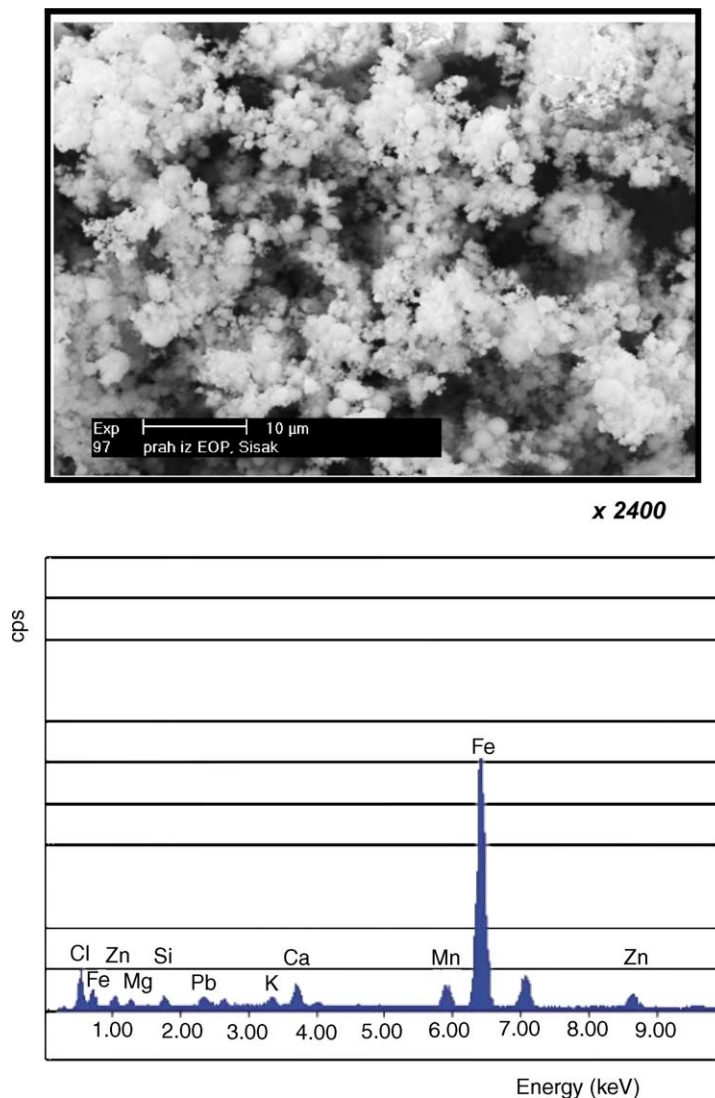 Exp 10 µm
97 prah iz EOP, Sisak
x 2400
cps
Fe
Cl Zn Si Ca Mn Zn
Fe Mg Pb K
1.00 2.00 3.00 4.00 5.00 6.00 7.00 8.00 9.00
Energy (keV)